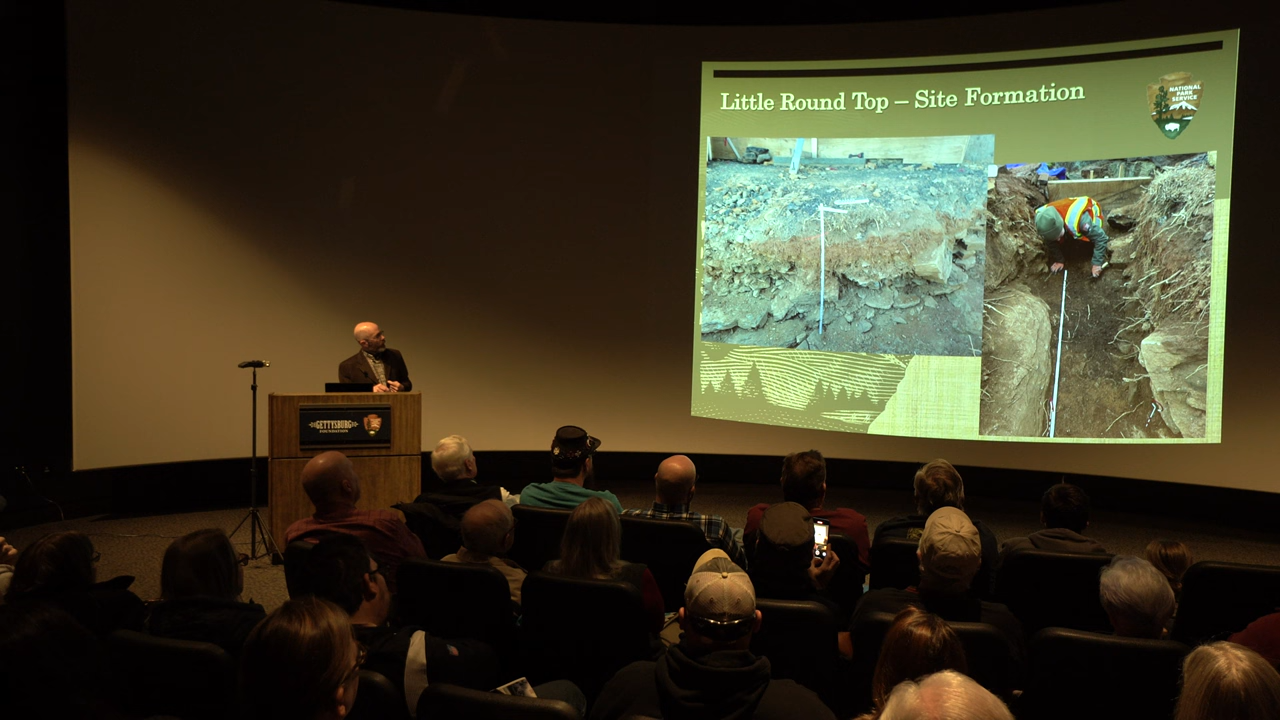 Little Round Top – Site Formation
NATIONAL
PARK
SERVICE
GETTYSBURG
FOUNDATION